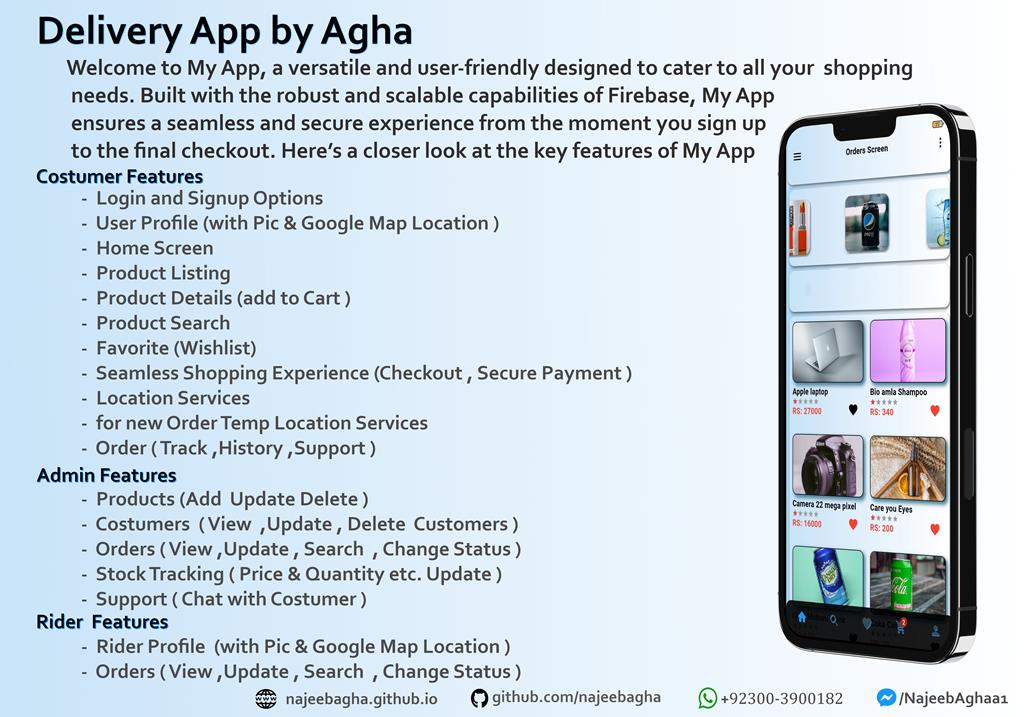 Delivery App by Agha
Welcome to My App, a versatile and user-friendly designed to cater to all your shopping
needs. Built with the robust and scalable capabilities of Firebase, My App
ensures a seamless and secure experience from the moment you sign up
to the final checkout. Here's a closer look at the key features of My App
Costumer Features
- Login and Signup Options
- User Profile (with Pic & Google Map Location )
- Home Screen
- Product Listing
- Product Details (add to Cart )
- Product Search
- Favorite (Wishlist)
- Seamless Shopping Experience (Checkout , Secure Payment )
- Location Services
- for new Order Temp Location Services
- Order ( Track ,History ,Support )
Admin Features
- Products (Add Update Delete )
- Costumers ( View ,Update , Delete Customers )
- Orders ( View ,Update , Search , Change Status )
- Stock Tracking ( Price & Quantity etc. Update )
- Support ( Chat with Costumer )
Rider Features
- Rider Profile (with Pic & Google Map Location )
- Orders ( View ,Update , Search , Change Status )
Orders Screen
pepsi
Apple laptop
RS: 27000
Bio amla Shampoo
RS: 340
Camera 22 mega pixel
RS: 16000
Care you Eyes
RS: 200
2
najeebagha.github.io
github.com/najeebagha
+92300-3900182
/NajeebAghaa1